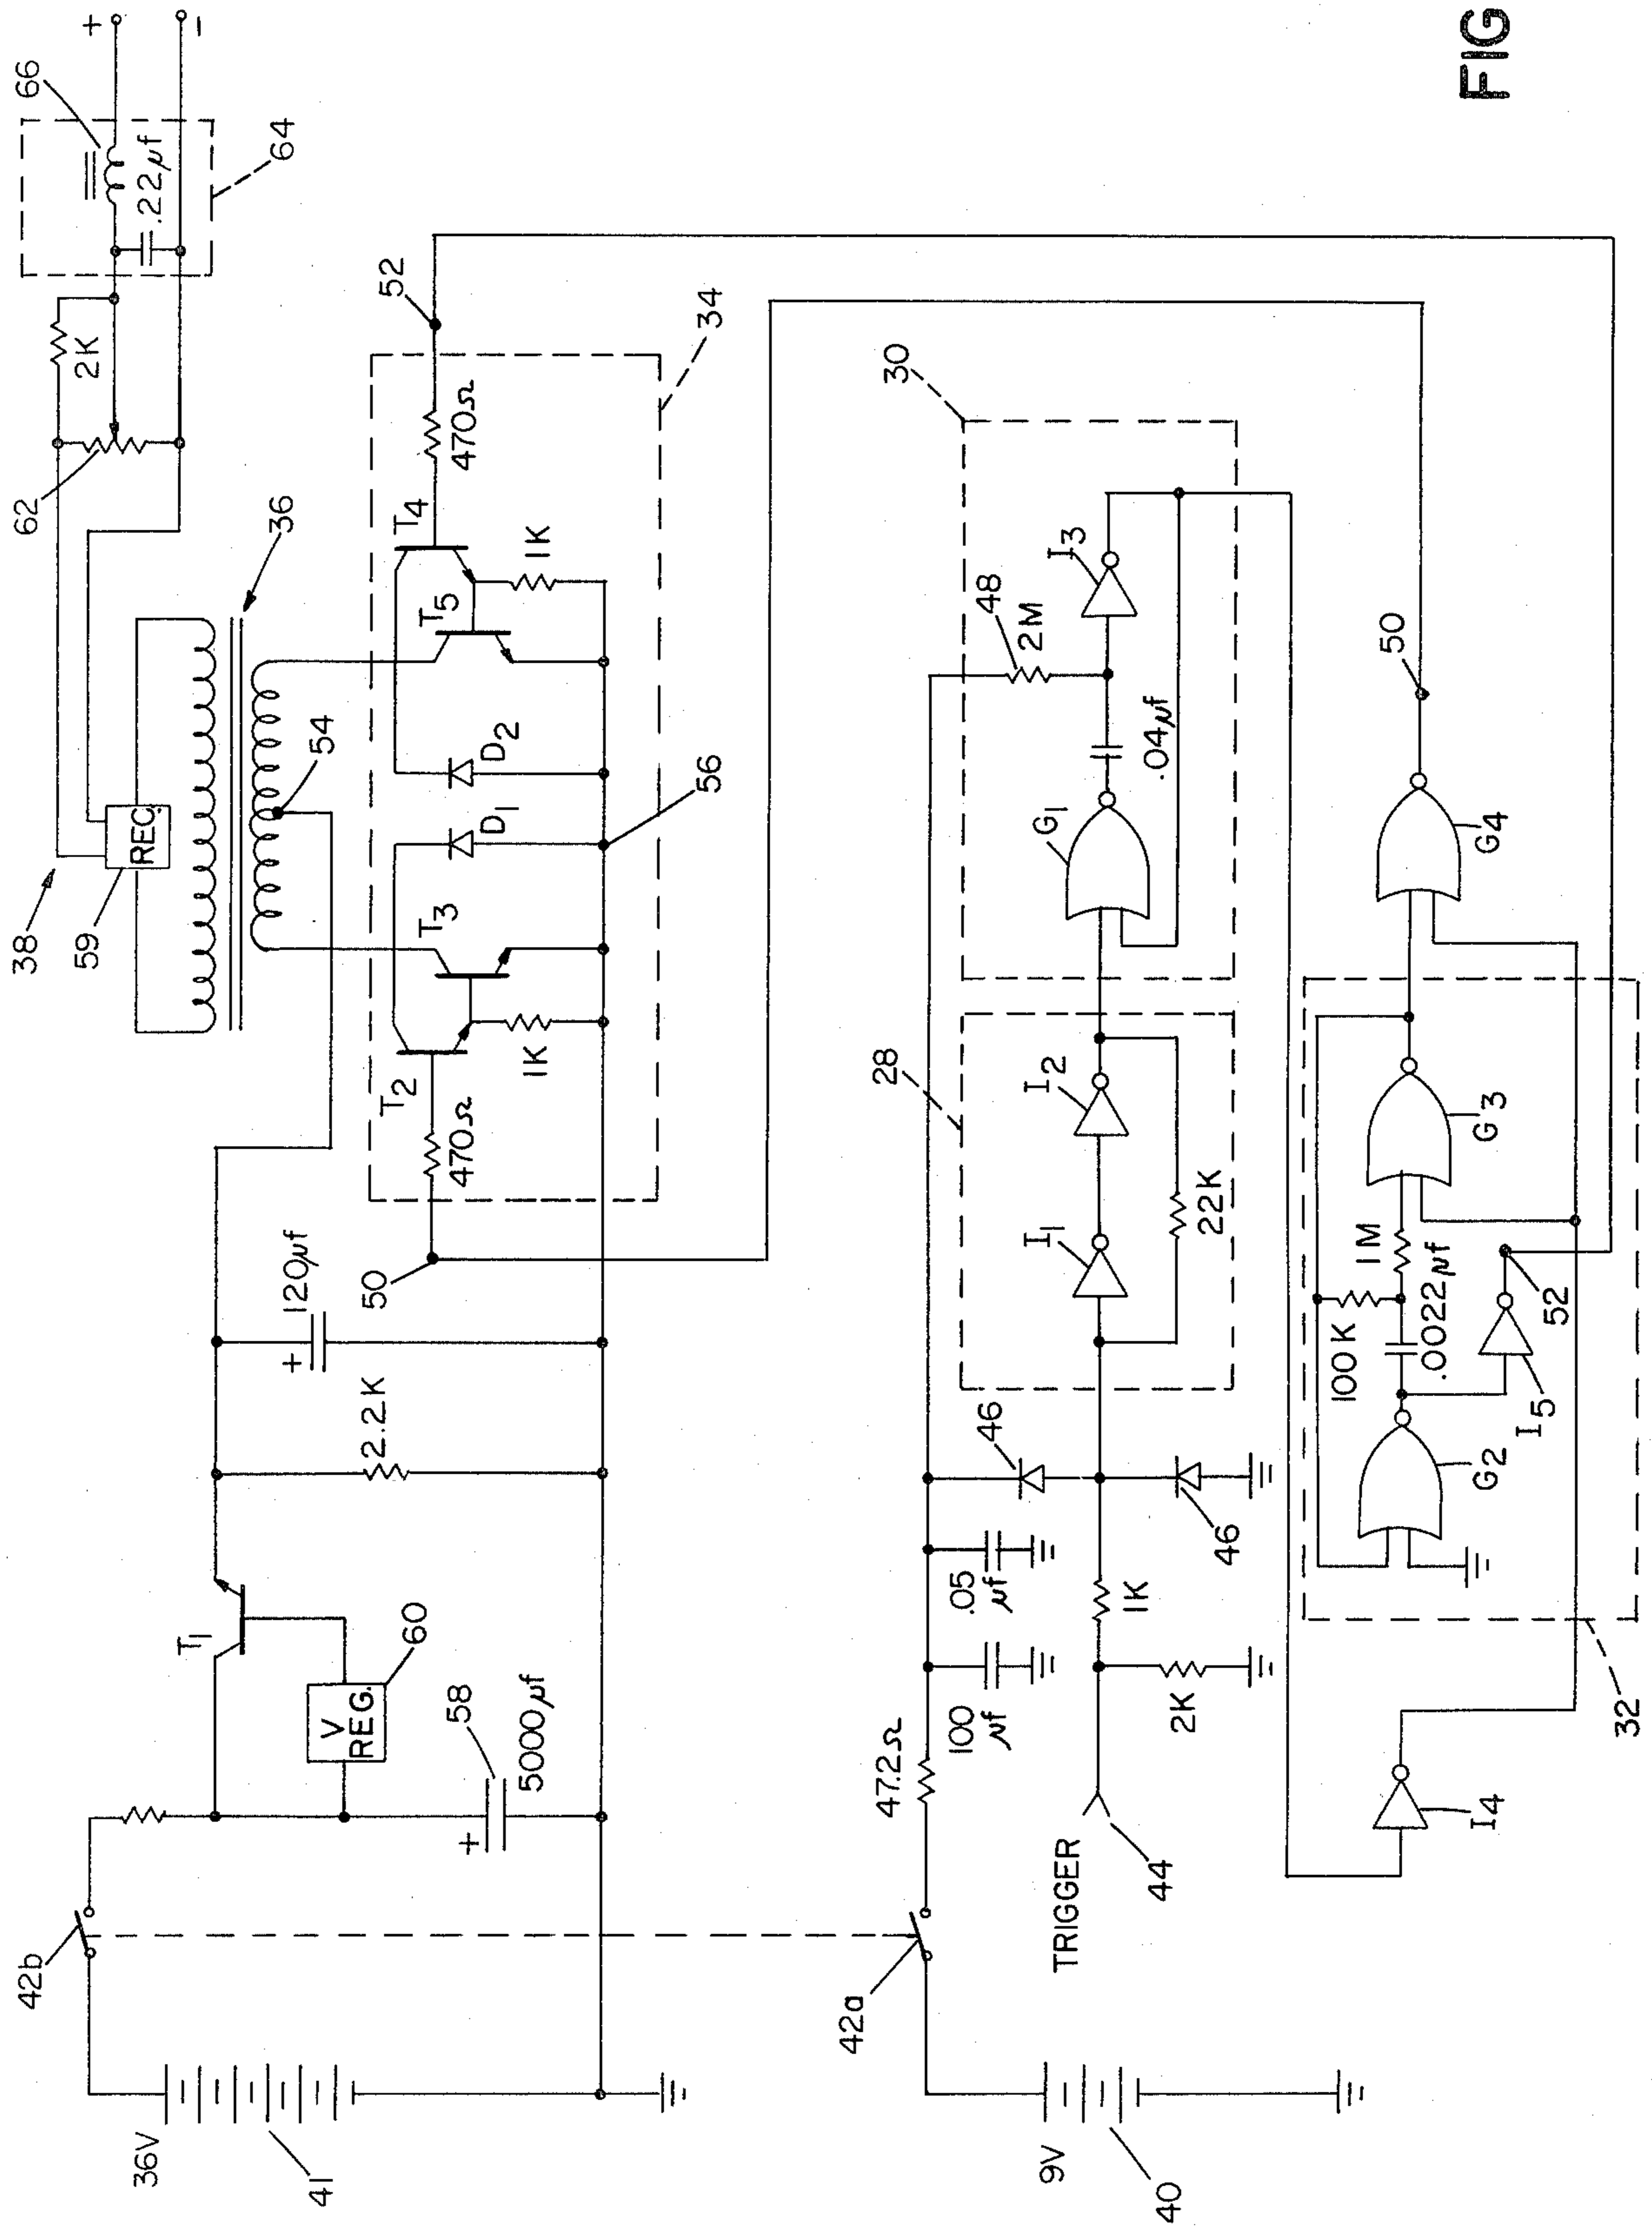 42b
36V
41
T1
V
REG.
60
58
+
5000µf
2.2K
+
120µf
50
38
59
REC.
62
2K
66
.22µf
64
+
-
36
54
T2
470Ω
1K
T3
D1
D2
T5
T4
1K
470Ω
52
56
34
42a
9V
40
47.2Ω
100
µf
.05
µf
46
TRIGGER
44
2K
1K
46
28
I1
I2
22K
30
G1
.04µf
48
2M
I3
I4
32
G2
100K
1M
.0022µf
I5
52
G3
G4
50
FIG